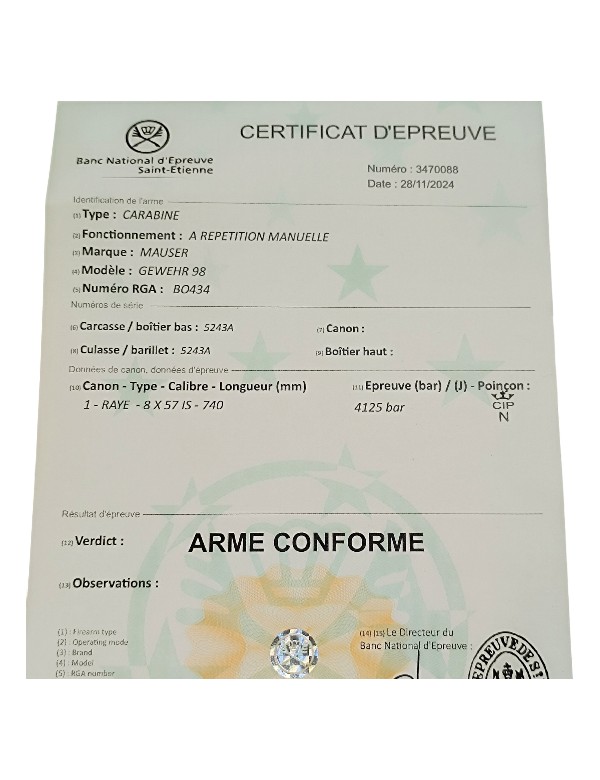 CERTIFICAT D'EPREUVE
Banc National d'Epreuve
Saint-Etienne
Numéro : 3470088
Date : 28/11/2024
Identification de l'arme
(1) Type : CARABINE
(2) Fonctionnement : A REPETITION MANUELLE
(3) Marque : MAUSER
(4) Modèle : GEWEHR 98
(5) Numéro RGA : BO434
Numéros de série
(6) Carcasse / boîtier bas : 5243A
(7) Canon :
(8) Culasse / barillet : 5243A
(9) Boîtier haut :
Données de canon, données d'épreuve
(10) Canon - Type - Calibre - Longueur (mm)
(11) Epreuve (bar) / (J) - Poinçon :
1 - RAYE - 8 X 57 IS - 740
4125 bar
CIP
N
Résultat d'épreuve
(12) Verdict : ARME CONFORME
(13) Observations :
(1) : Firearm type
(2) : Operating mode
(3) : Brand
(4) : Model
(5) : RGA number
(14) (15) Le Directeur du
Banc National d'Epreuve :
EPREUVE DE S